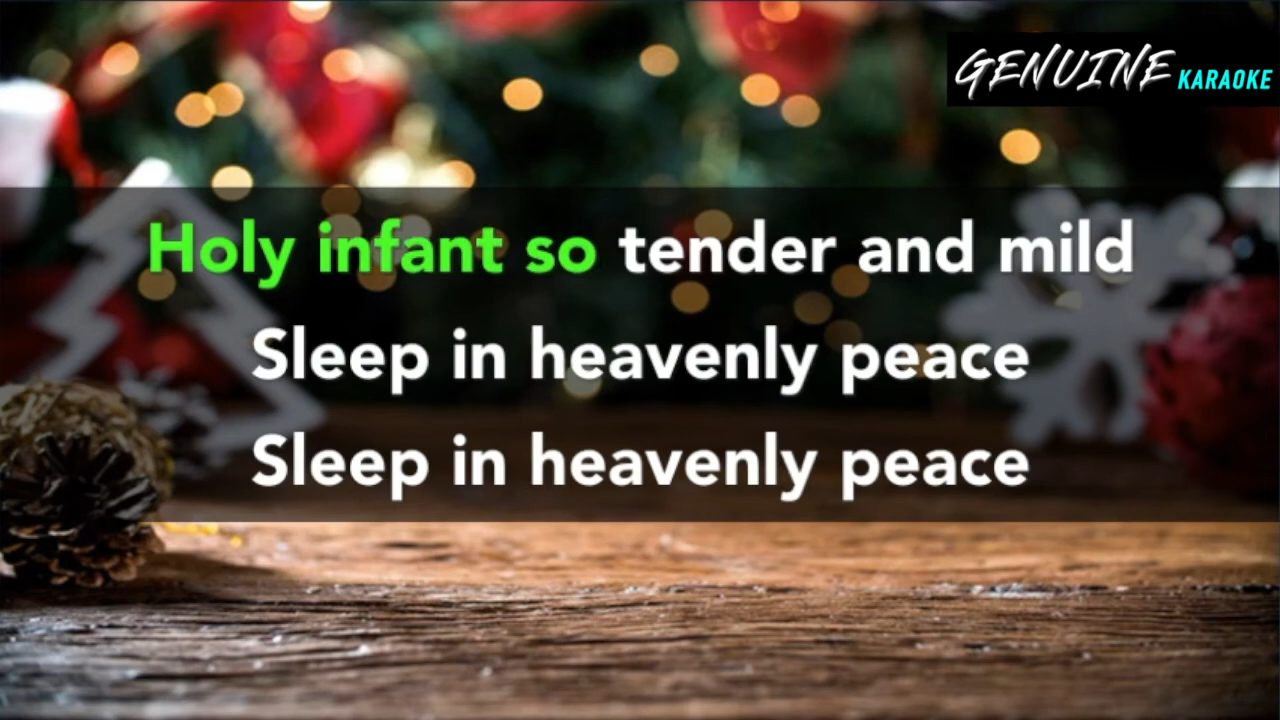 GENUINE KARAOKE
Holy infant so tender and mild
Sleep in heavenly peace
Sleep in heavenly peace